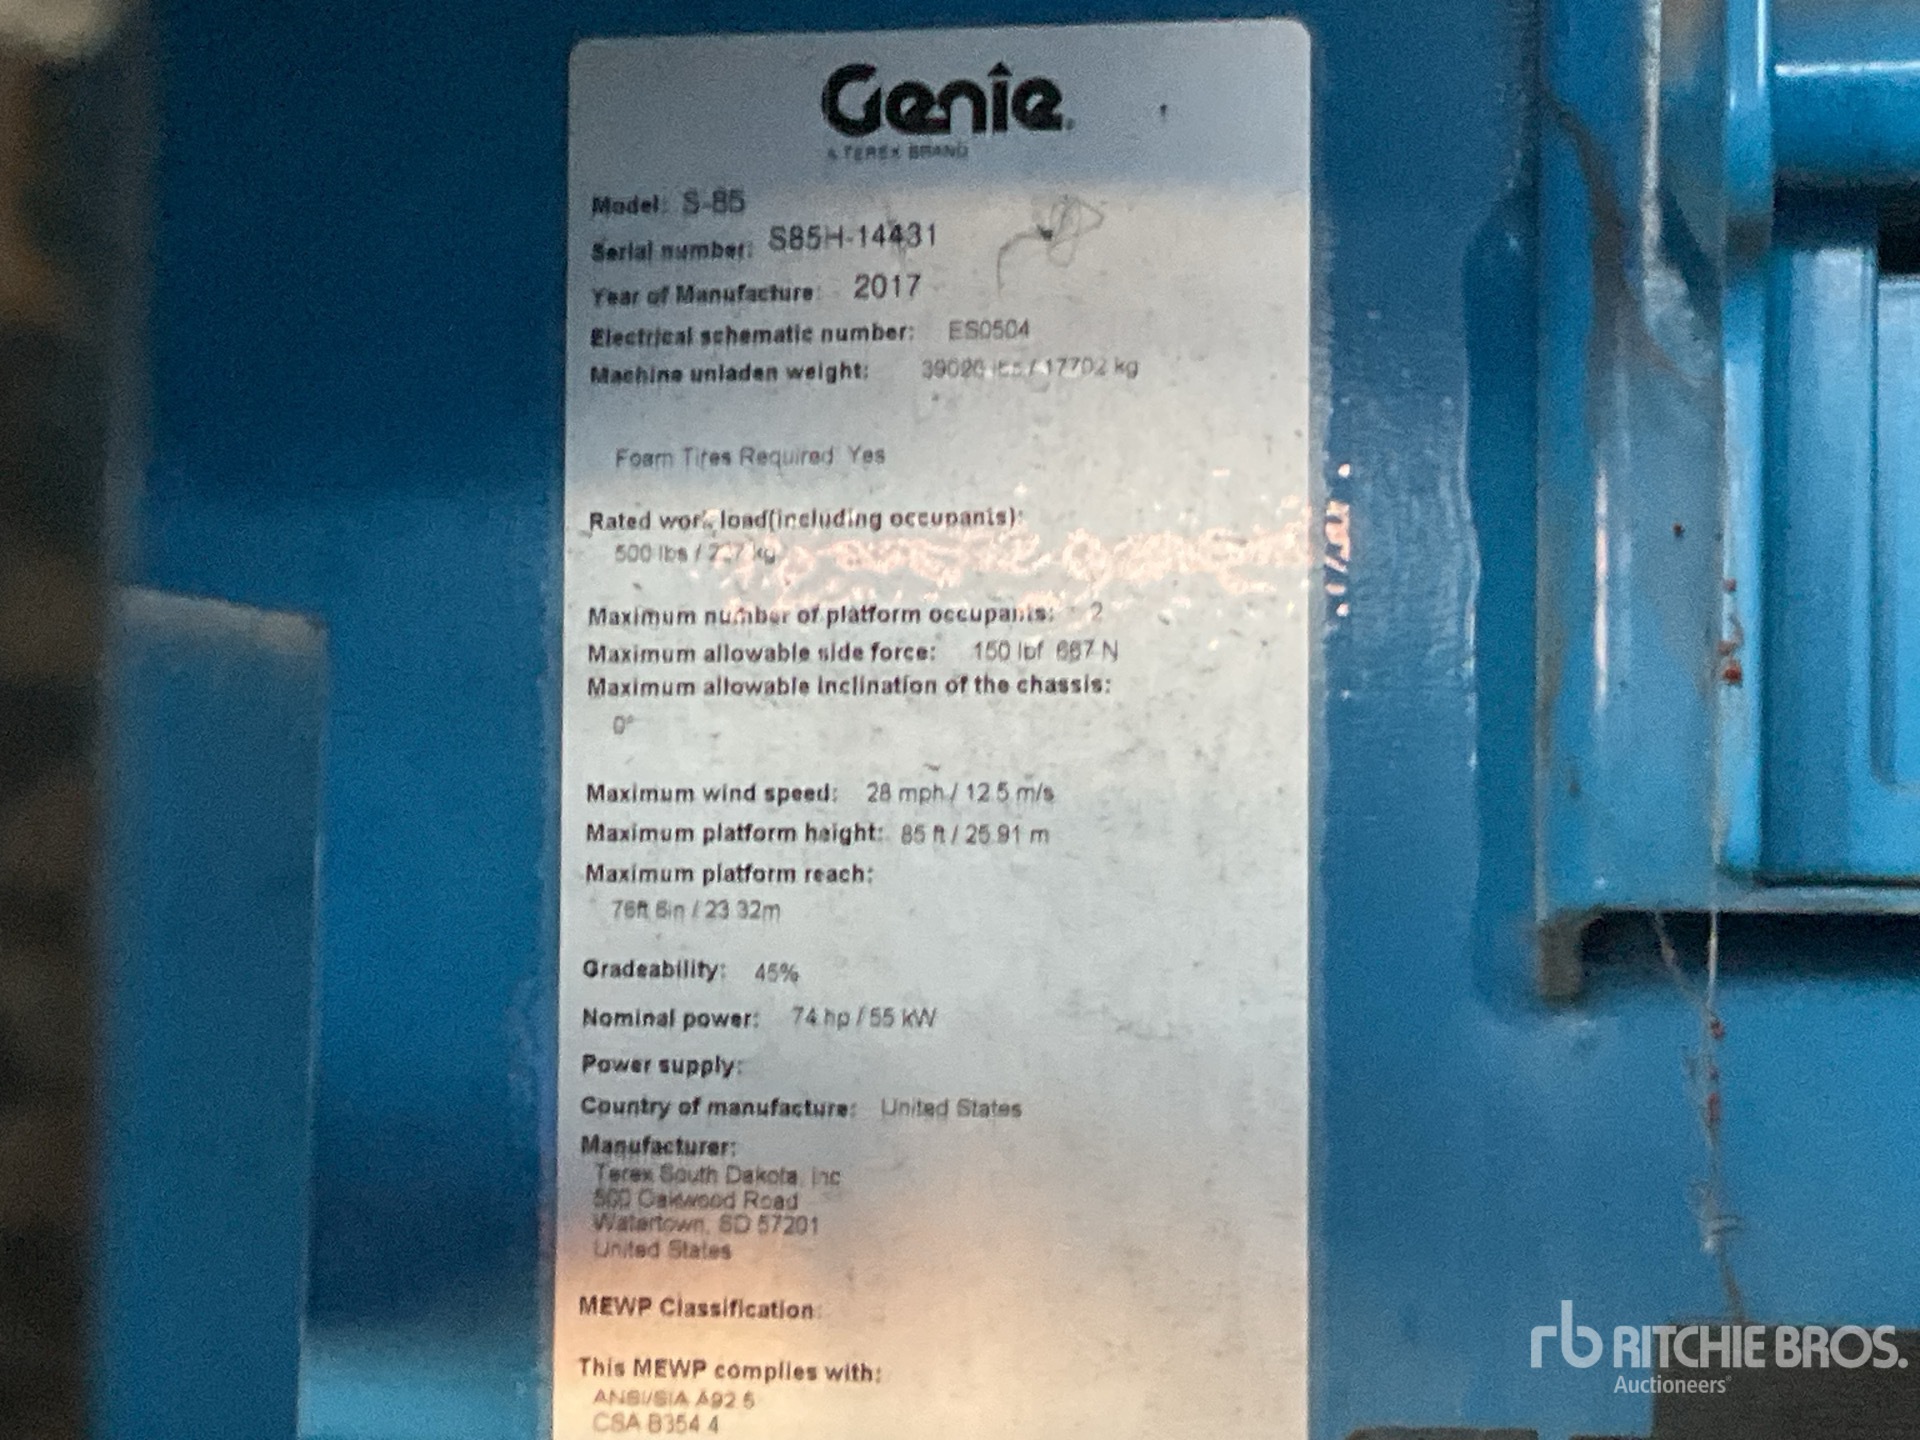 Genie
A TEREX BRAND
Model: S-85
Serial number: S85H-14431
Year of Manufacture: 2017
Electrical schematic number: ES0504
Machine unladen weight: lbs / 17702 kg
Foam Tires Required Yes
Rated work load(including occupants):
500 lbs / 227 kg
Maximum number of platform occupants: 2
Maximum allowable side force: 150 lbf 667 N
Maximum allowable inclination of the chassis:
0°
Maximum wind speed: 28 mph / 12.5 m/s
Maximum platform height: 85 ft / 25.91 m
Maximum platform reach:
76ft 6in / 23.32m
Gradeability: 45%
Nominal power: 74 hp / 55 kW
Power supply:
Country of manufacture: United States
Manufacturer:
Terex South Dakota, Inc
500 Oakwood Road
Watertown, SD 57201
United States
MEWP Classification:
This MEWP complies with:
ANSI/SIA A92.5
CSA B354.4
rb RITCHIE BROS.
Auctioneers